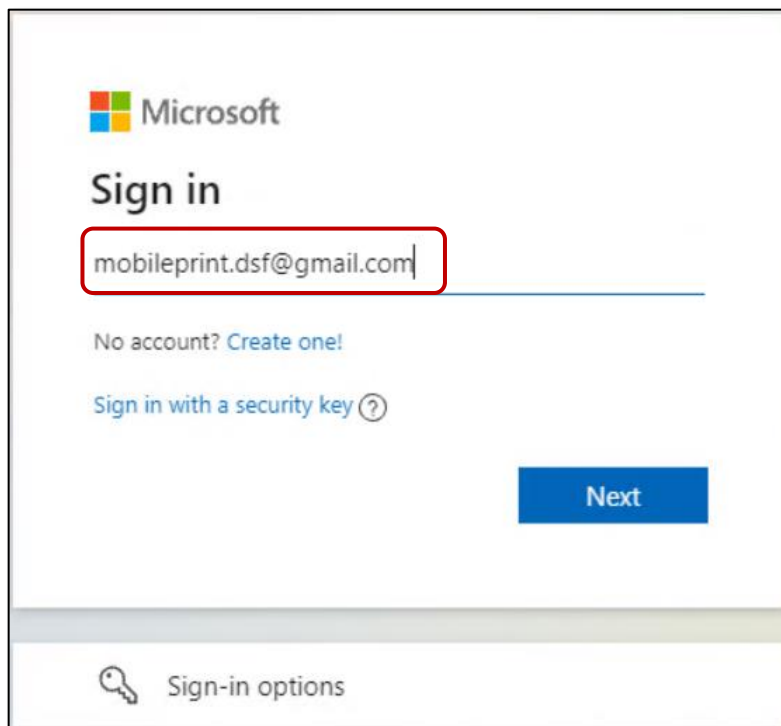 Microsoft
Sign in
mobileprint.dsf@gmail.com
No account? Create one!
Sign in with a security key ?
Next
Sign-in options